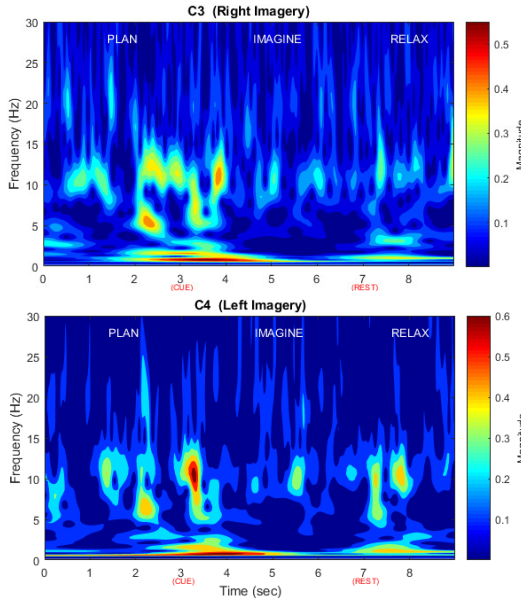 C3 (Right Imagery)
PLAN IMAGINE RELAX
Frequency (Hz)
30
25
20
15
10
5
0
0 1 2 3 4 5 6 7 8
(CUE) (REST)
0.5
0.4
0.3
0.2
0.1
Magnitude
C4 (Left Imagery)
PLAN IMAGINE RELAX
Frequency (Hz)
30
25
20
15
10
5
0
0 1 2 3 4 5 6 7 8
(CUE) Time (sec) (REST)
0.6
0.5
0.4
0.3
0.2
0.1
Magnitude